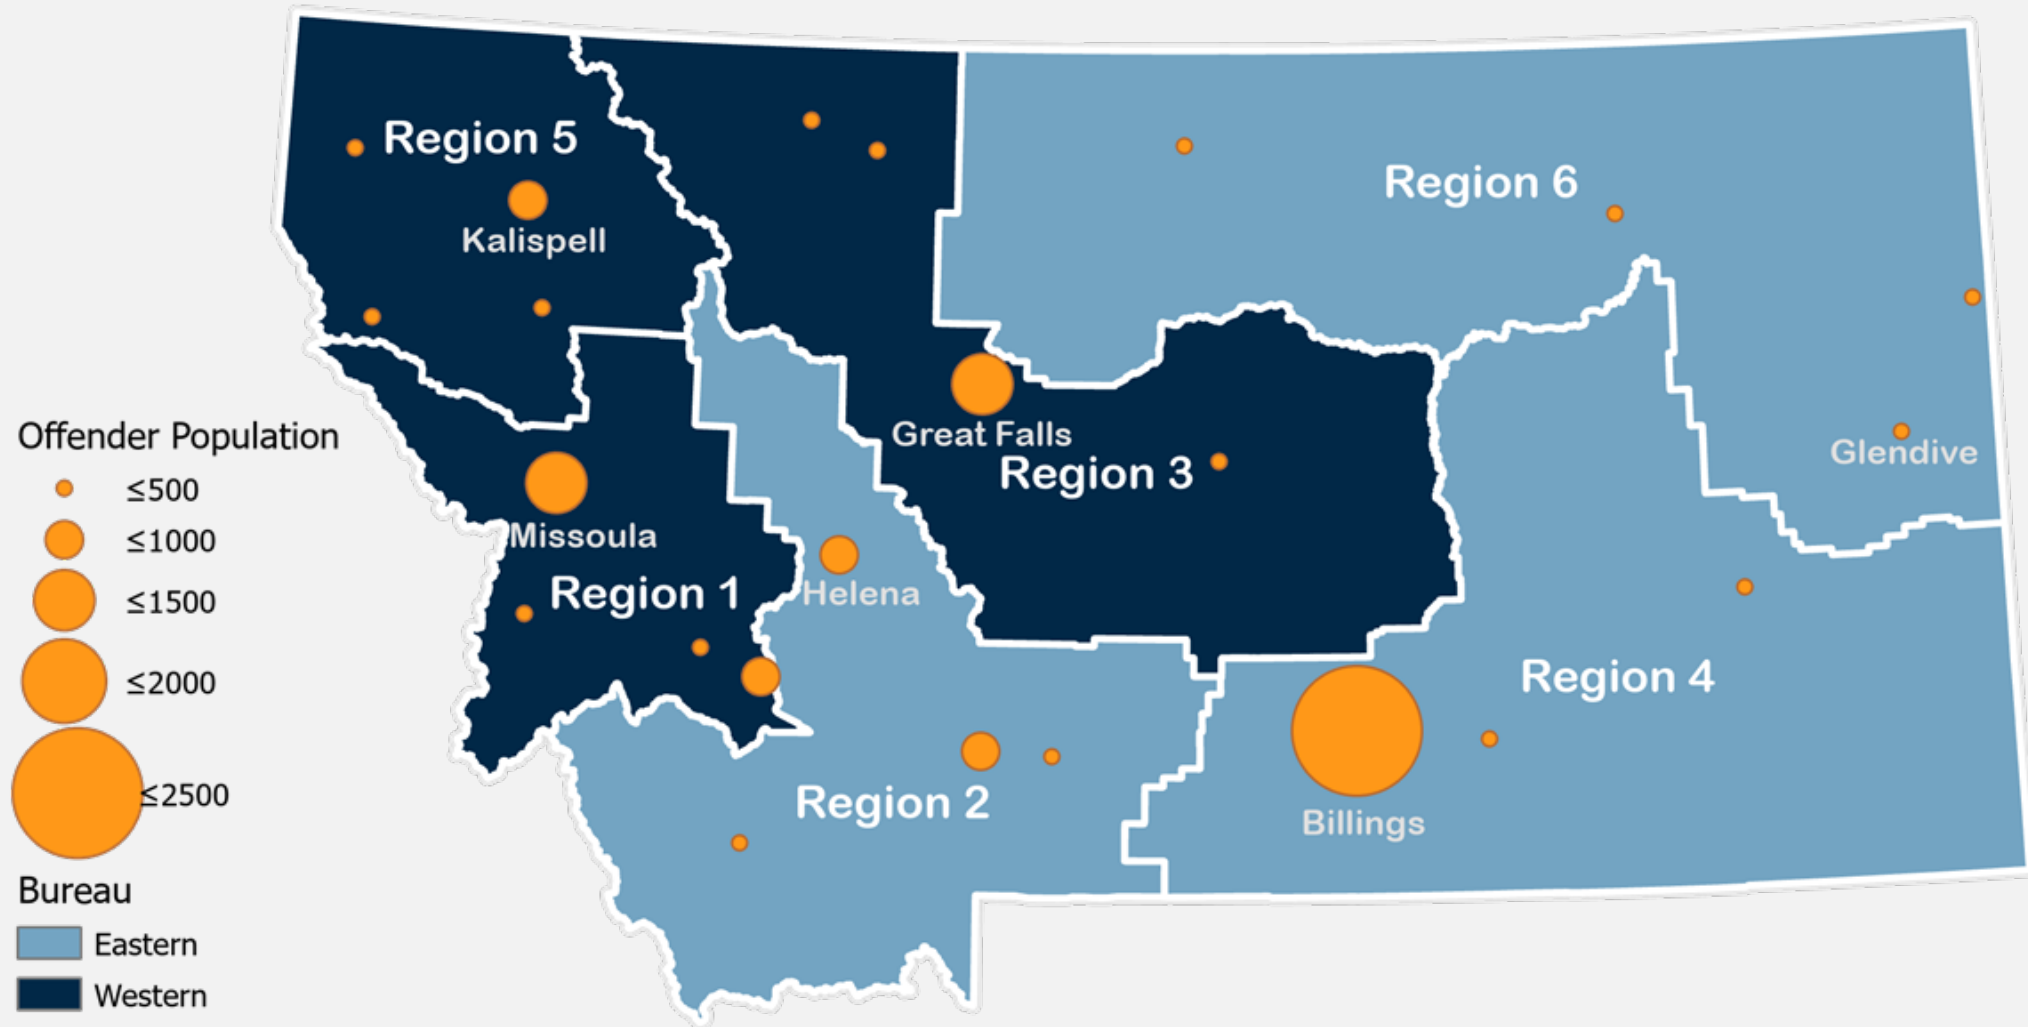 Region 5
Kalispell
Region 6
Great Falls
Region 3
Glendive
Missoula
Region 1
Helena
Region 4
Region 2
Billings
Offender Population
≤500
≤1000
≤1500
≤2000
≤2500
Bureau
Eastern
Western